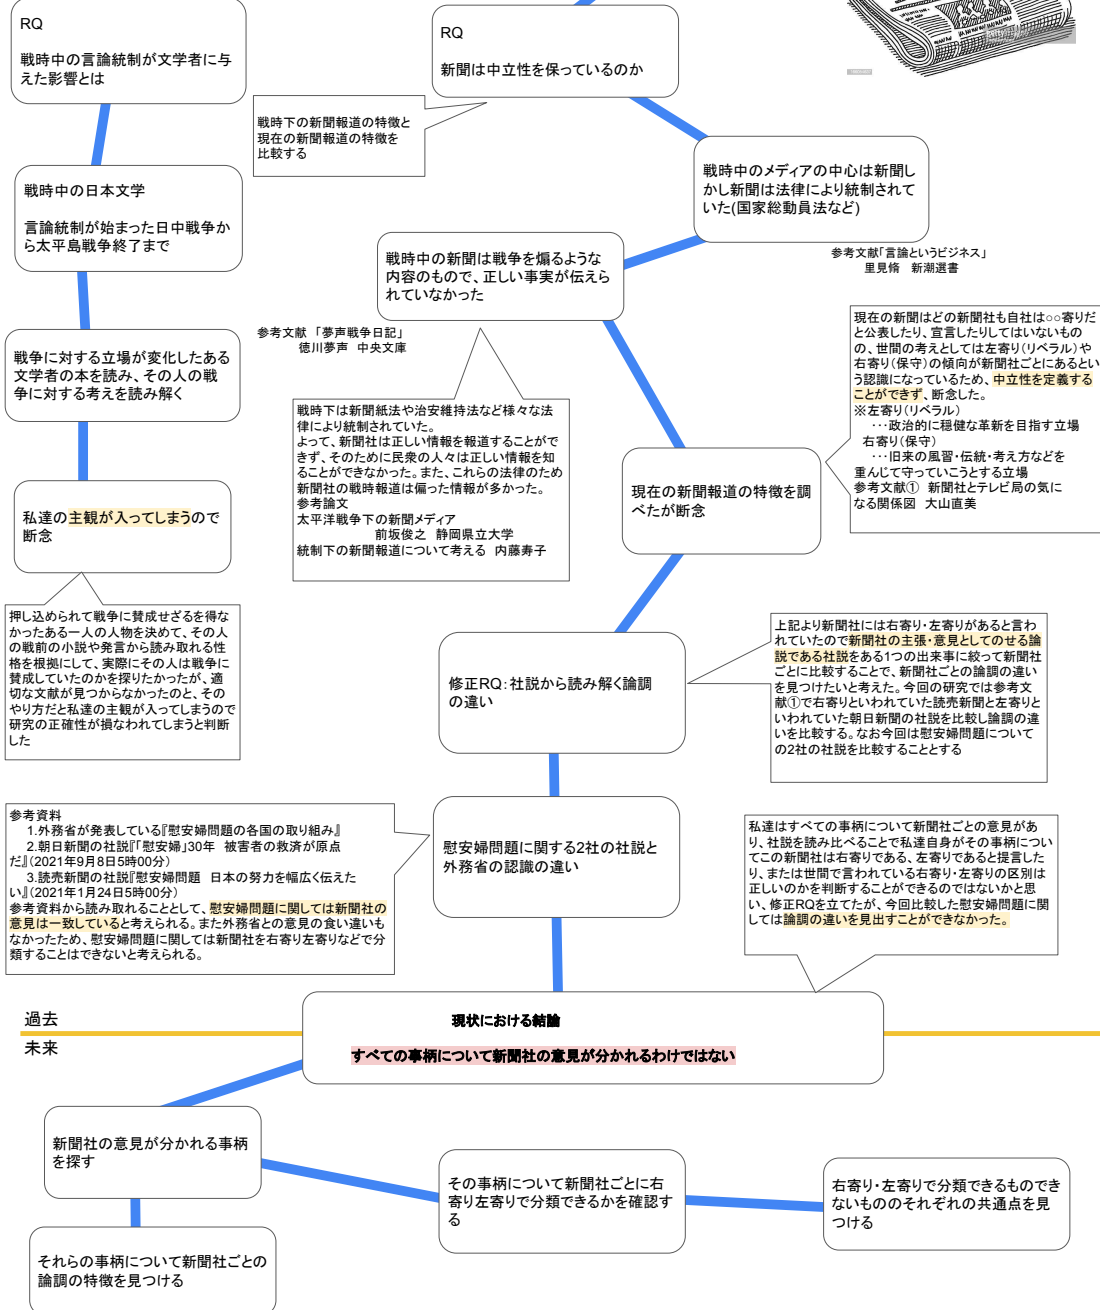 RQ
戦時中の言論統制が文学者に与
えた影響とは
戦時中の日本文学
言論統制が始まった日中戦争か
ら太平島戦争終了まで
戦争に対する立場が変化したある
文学者の本を読み、その人の戦
争に対する考えを読み解く
私達の主観が入ってしまうので
断念
押し込められて戦争に賛成せざるを得な
かったある一人の人物を決めて、その人
の戦前の小説や発言から読み取れる性
格を根拠にして、実際にその人は戦争に
賛成していたのかを探りたかったが、適
切な文献が見つからなかったのと、その
やり方だと私達の主観が入ってしまうので
研究の正確性が損なわれてしまうと判断
した
RQ
新聞は中立性を保っているのか
戦時下の新聞報道の特徴と
現在の新聞報道の特徴を
比較する
戦時中のメディアの中心は新聞し
かし新聞は法律により統制されて
いた(国家総動員法など)
参考文献「言論というビジネス」
里見脩 新潮選書
戦時中の新聞は戦争を煽るような
内容のもので、正しい事実が伝えら
れていなかった
参考文献 「夢声戦争日記」
徳川夢声 中央文庫
戦時下は新聞紙法や治安維持法など様々な法
律により統制されていた。
よって、新聞社は正しい情報を報道することがで
きず、そのために民衆の人々は正しい情報を知
ることができなかった。また、これらの法律のため
新聞社の戦時報道は偏った情報が多かった。
参考論文
太平洋戦争下の新聞メディア
前坂俊之 静岡県立大学
統制下の新聞報道について考える 内藤寿子
現在の新聞報道の特徴を調
べたが断念
現在の新聞はどの新聞社も自社は○○寄りだ
と公表したり、宣言したりしてはいないもの
の、世間の考えとしては左寄り(リベラル)や
右寄り(保守)の傾向が新聞社ごとにあるとい
う認識になっているため、中立性を定義する
ことができず、断念した。
※左寄り(リベラル)
・・・政治的に穏健な革新を目指す立場
右寄り(保守)
・・・旧来の風習・伝統・考え方などを
重んじて守っていこうとする立場
参考文献① 新聞社とテレビ局の気に
なる関係図 大山直美
修正RQ:社説から読み解く論調
の違い
上記より新聞社には右寄り・左寄りがあると言わ
れていたので新聞社の主張・意見としてのせる論
説である社説をある1つの出来事に絞って新聞社
ごとに比較することで、新聞社ごとの論調の違い
を見つけたいと考えた。今回の研究では参考文
献①で右寄りといわれていた読売新聞と左寄りと
いわれていた朝日新聞の社説を比較し論調の違
いを比較する。なお今回は慰安婦問題について
の2社の社説を比較することとする
慰安婦問題に関する2社の社説と
外務省の認識の違い
参考資料
1.外務省が発表している『慰安婦問題の各国の取り組み』
2.朝日新聞の社説『「慰安婦」30年 被害者の救済が原点
だ』(2021年9月8日5時00分)
3.読売新聞の社説『慰安婦問題 日本の努力を幅広く伝えた
い』(2021年1月24日5時00分)
参考資料から読み取れることとして、慰安婦問題に関しては新聞社の
意見は一致していると考えられる。また外務省との意見の食い違いも
なかったため、慰安婦問題に関しては新聞社を右寄り左寄りなどで分
類することはできないと考えられる。
私達はすべての事柄について新聞社ごとの意見があ
り、社説を読み比べることで私達自身がその事柄につい
てこの新聞は右寄りである、左寄りであると提言した
り、または世間で言われている右寄り・左寄りの区別は
正しいのかを判断することができるのではないかと思
い、修正RQを立てたが、今回比較した慰安婦問題に関
しては論調の違いを見出すことができなかった。
過去
未来
現状における結論
すべての事柄について新聞社の意見が分かれるわけではない
新聞社の意見が分かれる事柄
を探す
それらの事柄について新聞社ごとの
論調の特徴を見つける
その事柄について新聞社ごとに右
寄り左寄りで分類できるかを確認す
る
右寄り・左寄りで分類できるものでき
ないもののそれぞれの共通点を見
つける